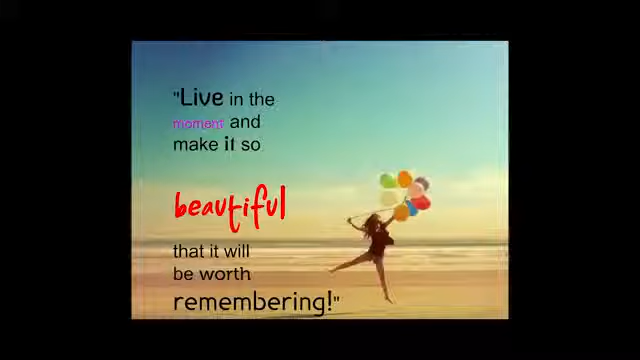 "Live in the
moment and
make it so
beautiful
that it will
be worth
remembering!"